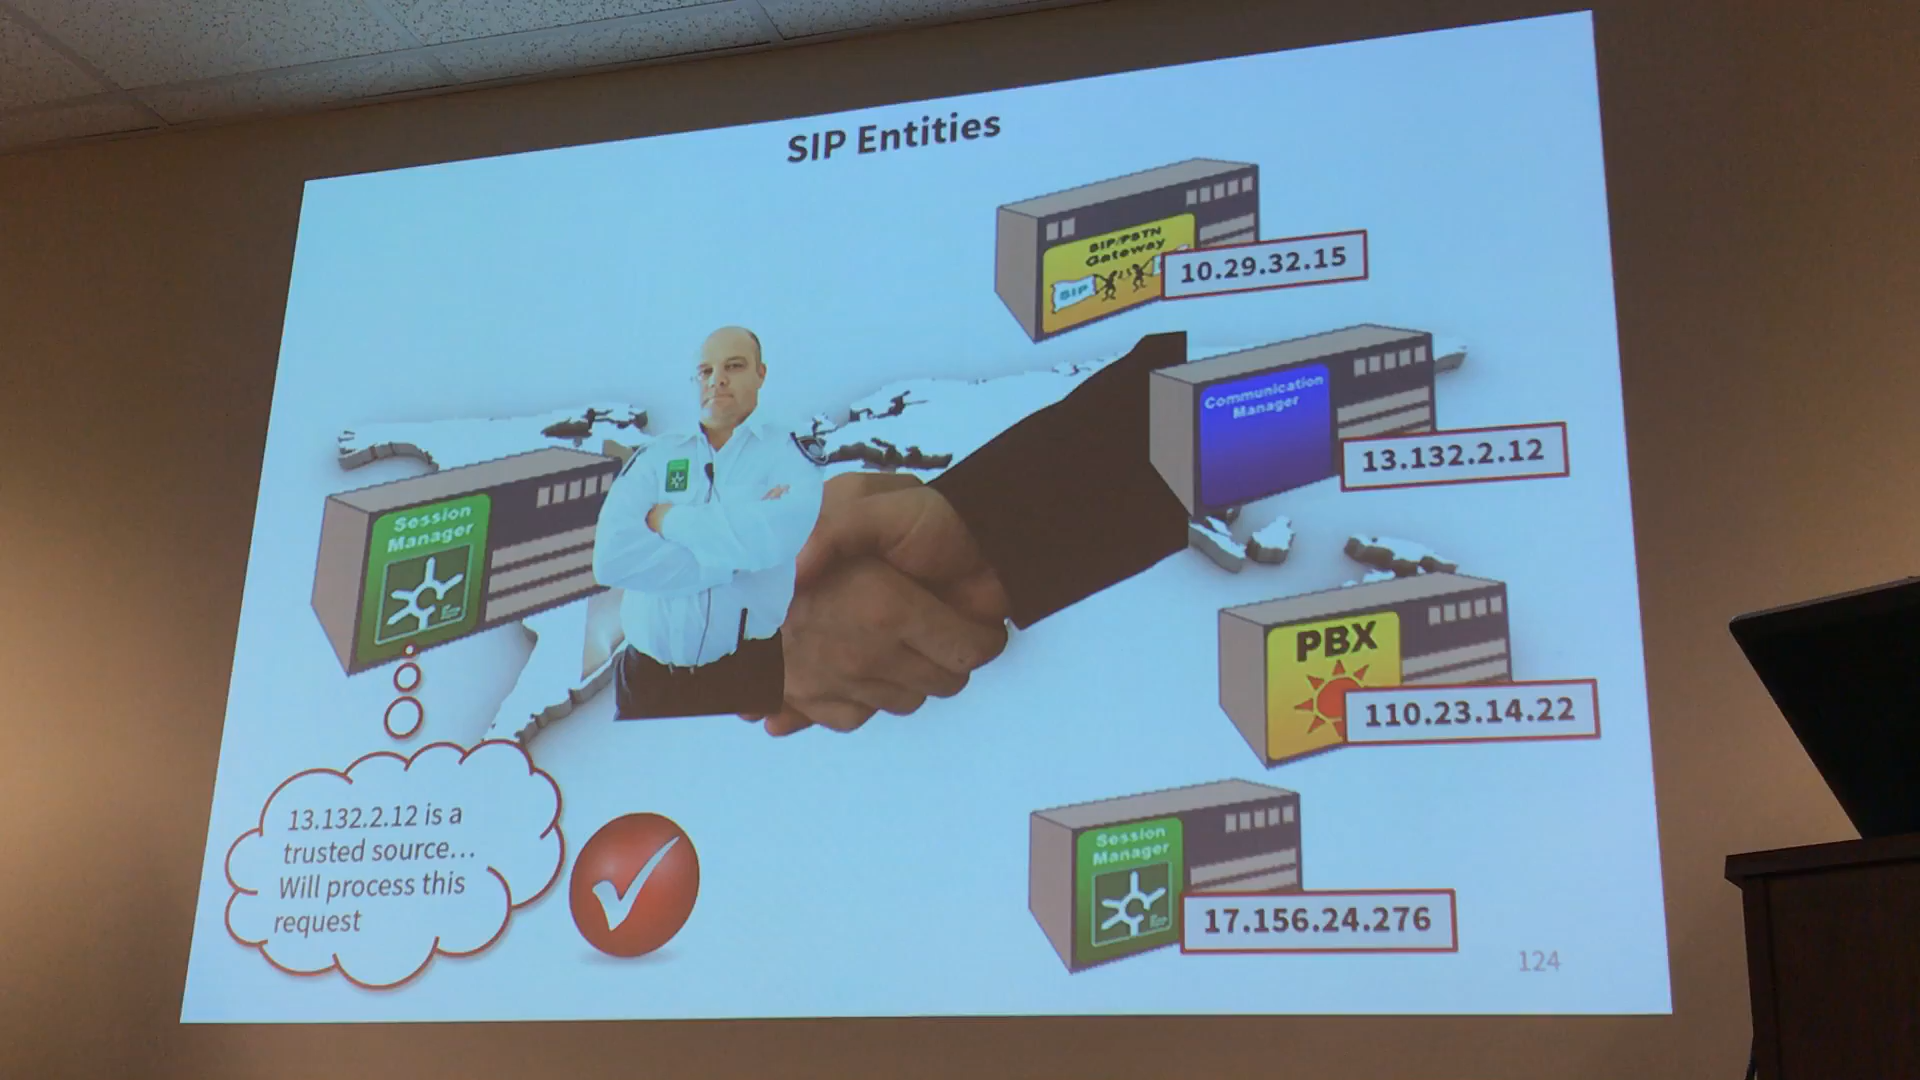 SIP Entities
SIP/PSTN
Gateway
SIP
10.29.32.15
Communication
Manager
13.132.2.12
Session
Manager
PBX
110.23.14.22
13.132.2.12 is a
trusted source...
Will process this
request
Session
Manager
17.156.24.276
124